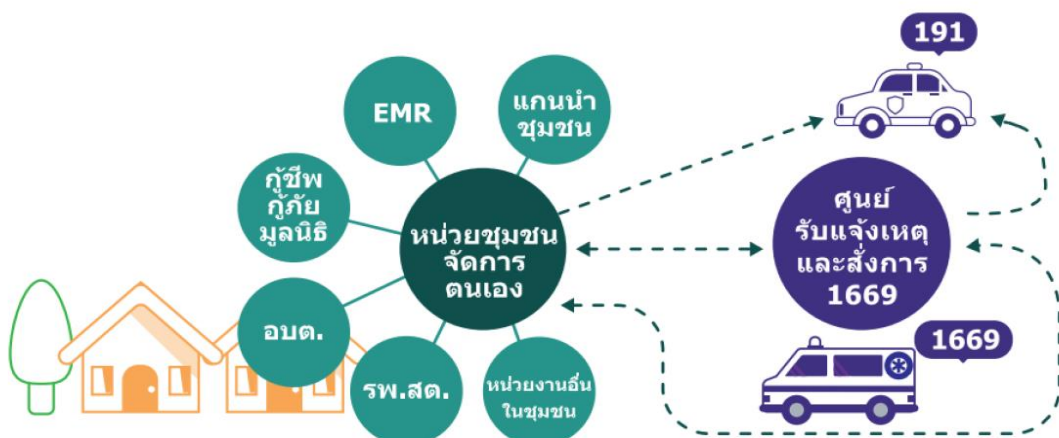 191
EMR
แกนนำ
ชุมชน
กู้ชีพ
กู้ภัย
มูลนิธิ
หน่วยชุมชน
จัดการ
ตนเอง
ศูนย์
รับแจ้งเหตุ
และสั่งการ
1669
อบต.
รพ.สต.
หน่วยงานอื่น
ในชุมชน
1669